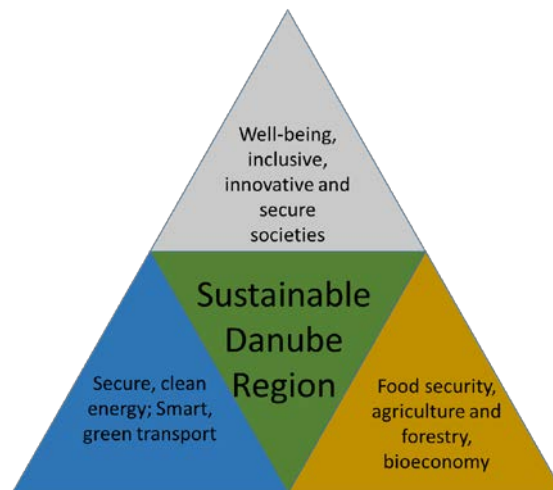 Well-being,
inclusive,
innovative and
secure
societies
Sustainable
Danube
Region
Secure, clean
energy; Smart,
green transport
Food security,
agriculture and
forestry,
bioeconomy